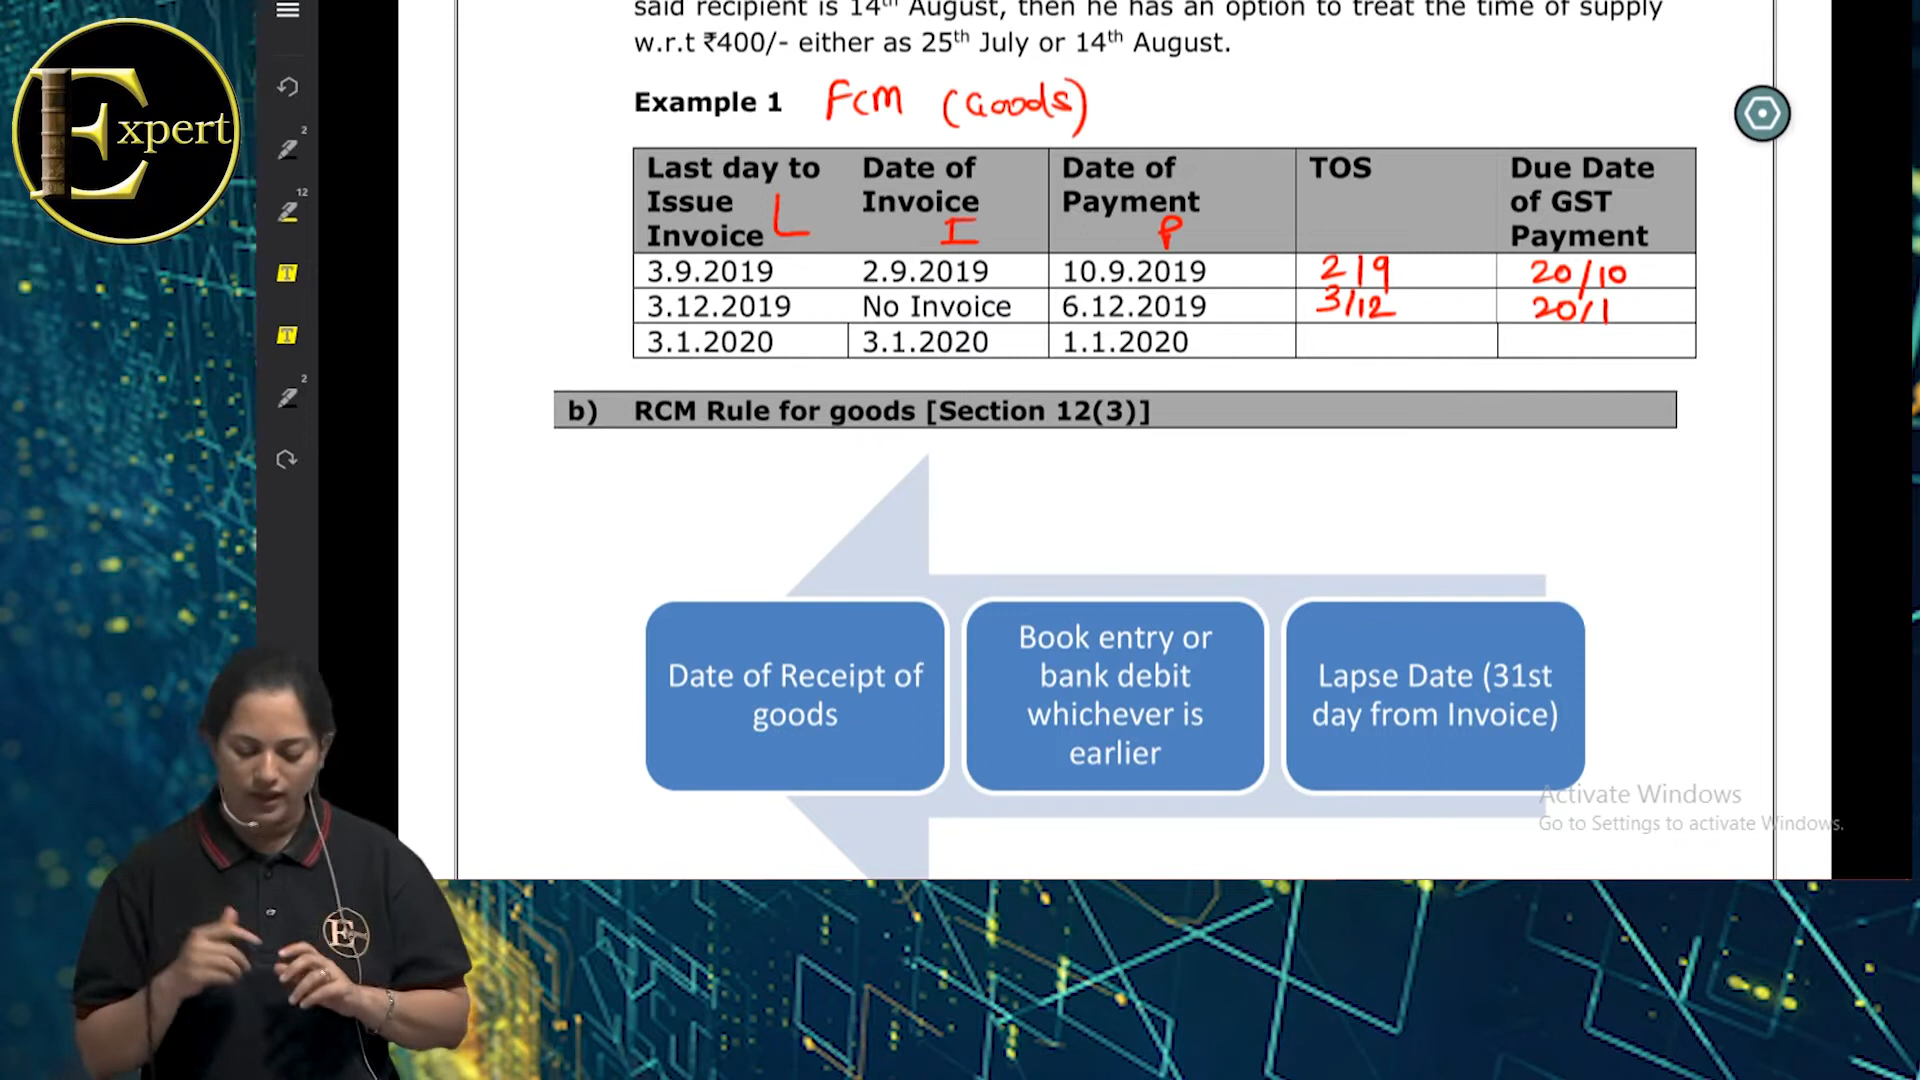 said recipient is 14th August, then he has an option to treat the time of supply
w.r.t ₹400/- either as 25th July or 14th August.
Expert
Example 1 FCM (Goods)
Last day to Issue Invoice L Date of Invoice I Date of Payment P TOS Due Date of GST Payment
3.9.2019 2.9.2019 10.9.2019 2/9 20/10
3.12.2019 No Invoice 6.12.2019 3/12 20/1
3.1.2020 3.1.2020 1.1.2020
b) RCM Rule for goods [Section 12(3)]
Date of Receipt of
goods
Book entry or
bank debit
whichever is
earlier
Lapse Date (31st
day from Invoice)
Activate Windows
Go to Settings to activate Windows.
2
12
T
T
2